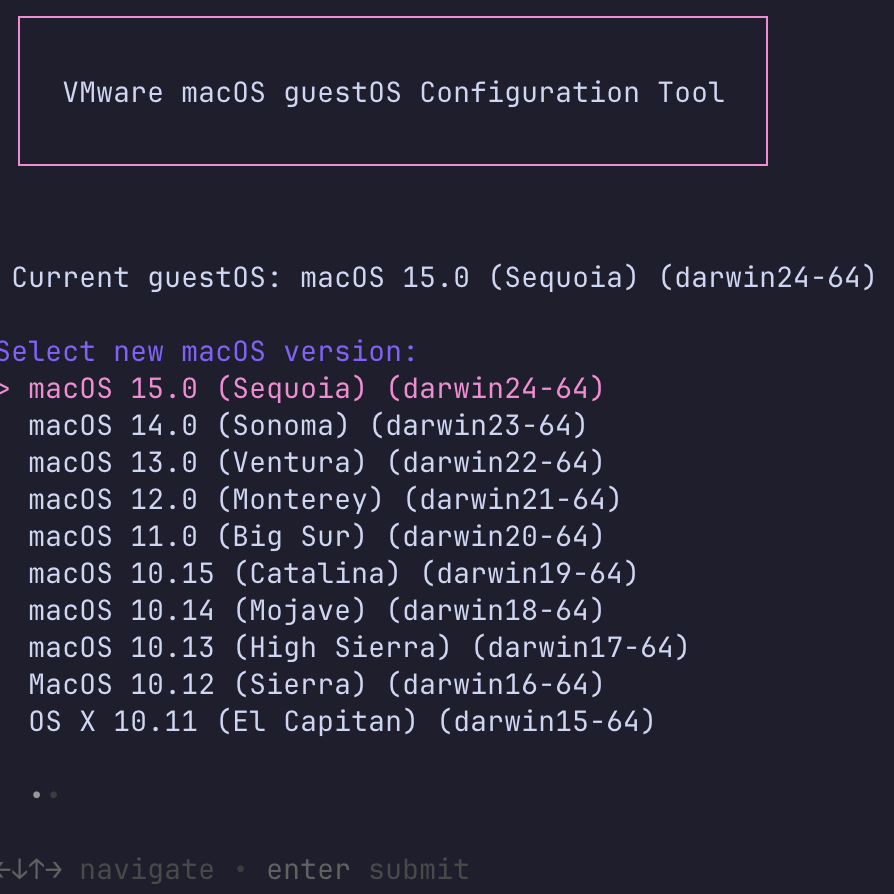 VMware macOS guestOS Configuration Tool
Current guestOS: macOS 15.0 (Sequoia) (darwin24-64)
Select new macOS version:
> macOS 15.0 (Sequoia) (darwin24-64)
macOS 14.0 (Sonoma) (darwin23-64)
macOS 13.0 (Ventura) (darwin22-64)
macOS 12.0 (Monterey) (darwin21-64)
macOS 11.0 (Big Sur) (darwin20-64)
macOS 10.15 (Catalina) (darwin19-64)
macOS 10.14 (Mojave) (darwin18-64)
macOS 10.13 (High Sierra) (darwin17-64)
MacOS 10.12 (Sierra) (darwin16-64)
OS X 10.11 (El Capitan) (darwin15-64)
••
←↓↑→ navigate • enter submit